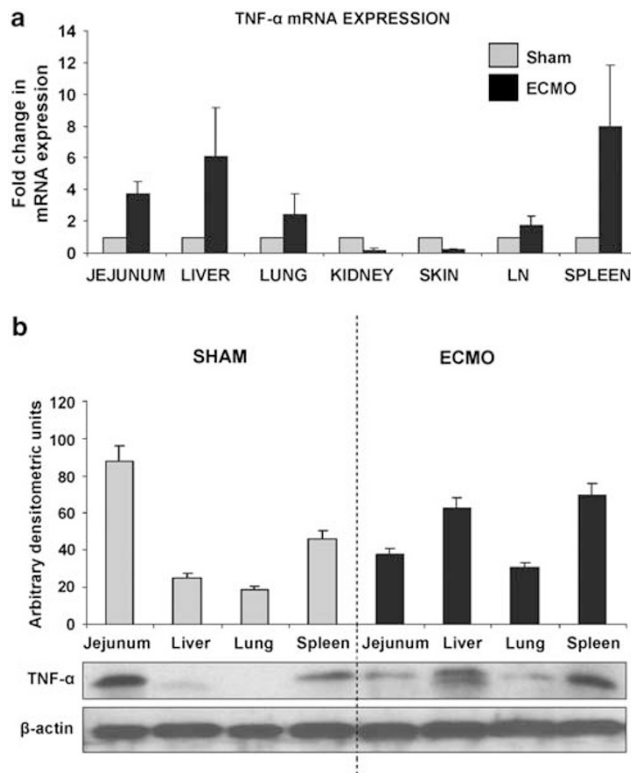 a
TNF-α mRNA EXPRESSION
Fold change in
mRNA expression
14
12
10
8
6
4
2
0
Sham
ECMO
JEJUNUM LIVER LUNG KIDNEY SKIN LN SPLEEN
b
SHAM ECMO
Arbitrary densitometric units
120
100
80
60
40
20
0
Jejunum Liver Lung Spleen Jejunum Liver Lung Spleen
TNF-α
β-actin